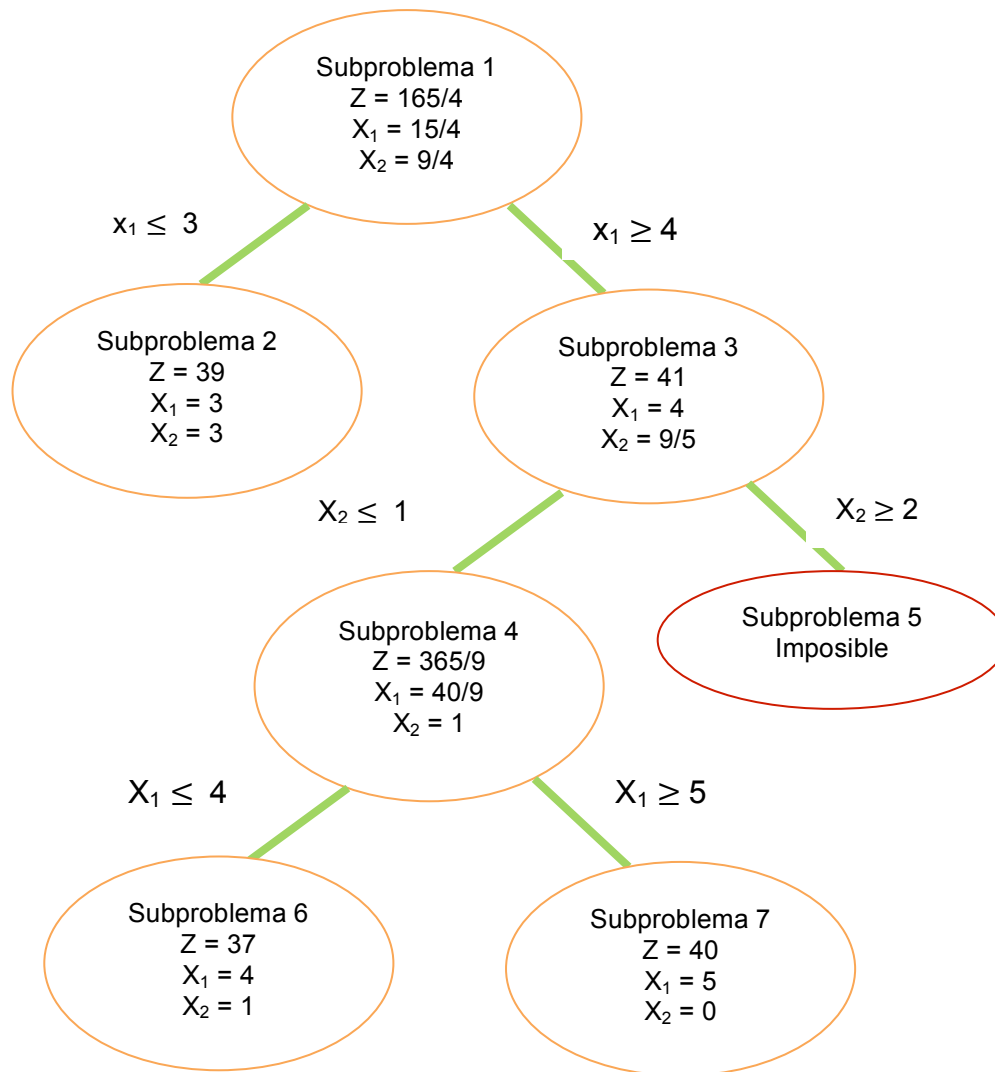 Subproblema 1
Z = 165/4
X₁ = 15/4
X₂ = 9/4
x₁ ≤ 3
x₁ ≥ 4
Subproblema 2
Z = 39
X₁ = 3
X₂ = 3
Subproblema 3
Z = 41
X₁ = 4
X₂ = 9/5
X₂ ≤ 1
X₂ ≥ 2
Subproblema 4
Z = 365/9
X₁ = 40/9
X₂ = 1
Subproblema 5
Imposible
X₁ ≤ 4
X₁ ≥ 5
Subproblema 6
Z = 37
X₁ = 4
X₂ = 1
Subproblema 7
Z = 40
X₁ = 5
X₂ = 0